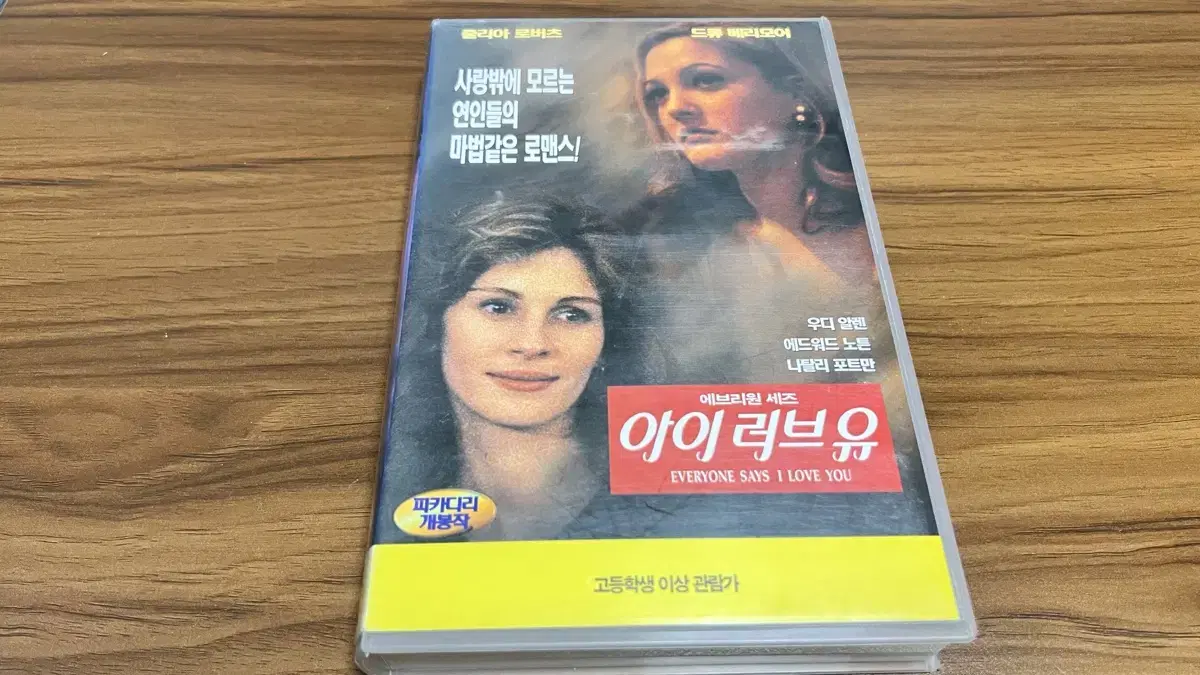 줄리아 로버츠
드류 베리모어
사랑밖에 모르는
연인들의
마법같은 로맨스!
우디 알렌
에드워드 노튼
나탈리 포트만
에브리원 세즈
아이 러브 유
EVERYONE SAYS I LOVE YOU
피카디리
개봉작
고등학생 이상 관람가